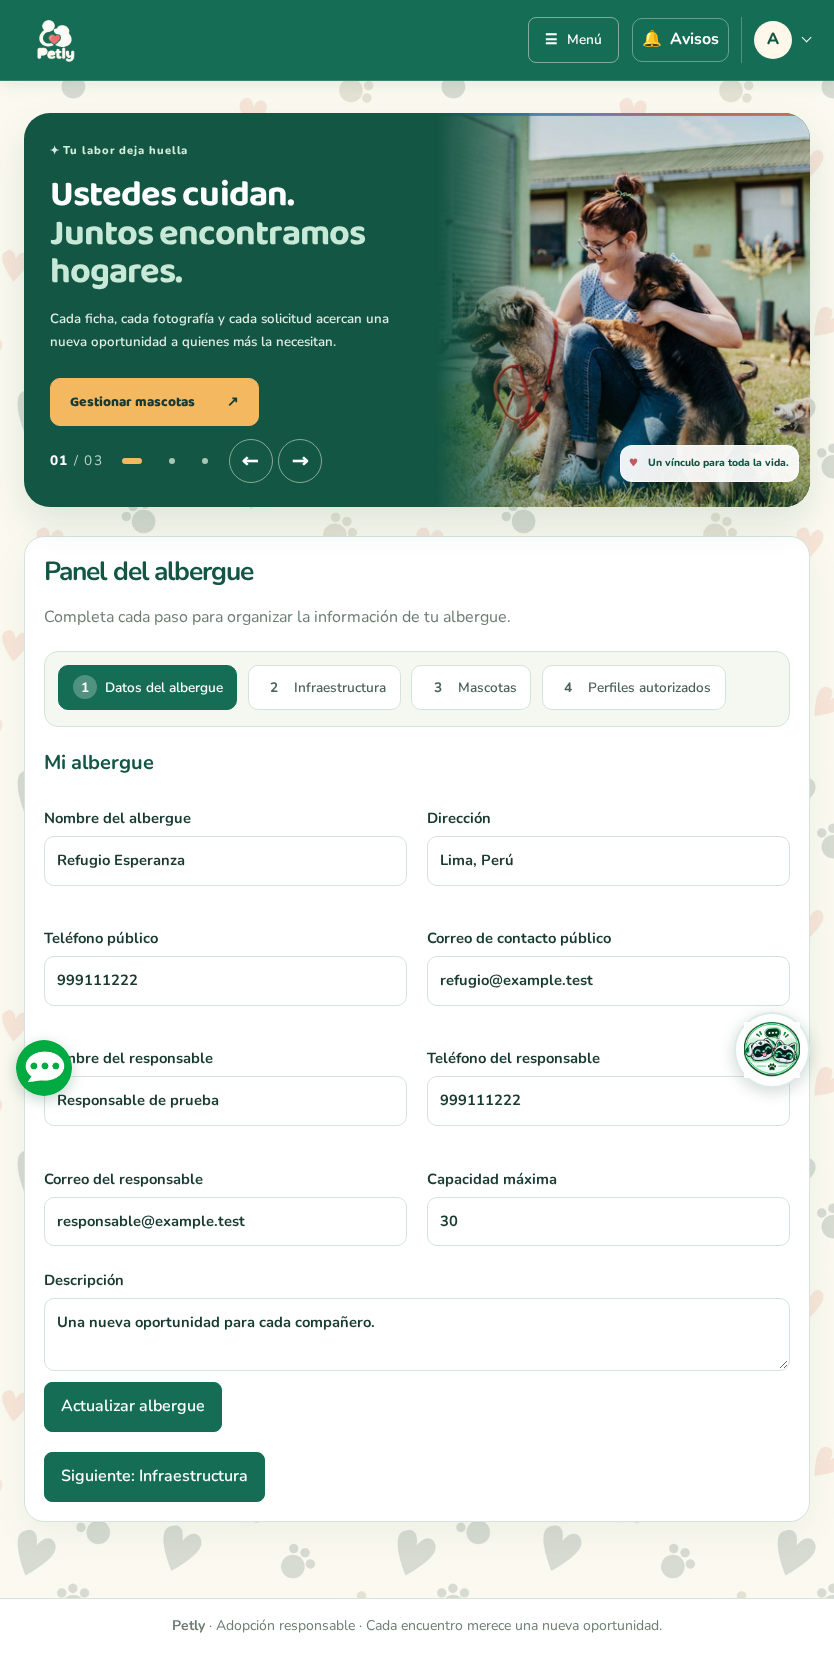 Petly
☰ Menú
🔔 Avisos
A
✦ Tu labor deja huella
Ustedes cuidan.
Juntos encontramos
hogares.
Cada ficha, cada fotografía y cada solicitud acercan una
nueva oportunidad a quienes más la necesitan.
Gestionar mascotas ↗
01 / 03
← →
♥ Un vínculo para toda la vida.
Panel del albergue
Completa cada paso para organizar la información de tu albergue.
1 Datos del albergue
2 Infraestructura
3 Mascotas
4 Perfiles autorizados
Mi albergue
Nombre del albergue
Refugio Esperanza
Dirección
Lima, Perú
Teléfono público
999111222
Correo de contacto público
refugio@example.test
mbre del responsable
Responsable de prueba
Teléfono del responsable
999111222
Correo del responsable
responsable@example.test
Capacidad máxima
30
Descripción
Una nueva oportunidad para cada compañero.
Actualizar albergue
Siguiente: Infraestructura
Petly · Adopción responsable · Cada encuentro merece una nueva oportunidad.